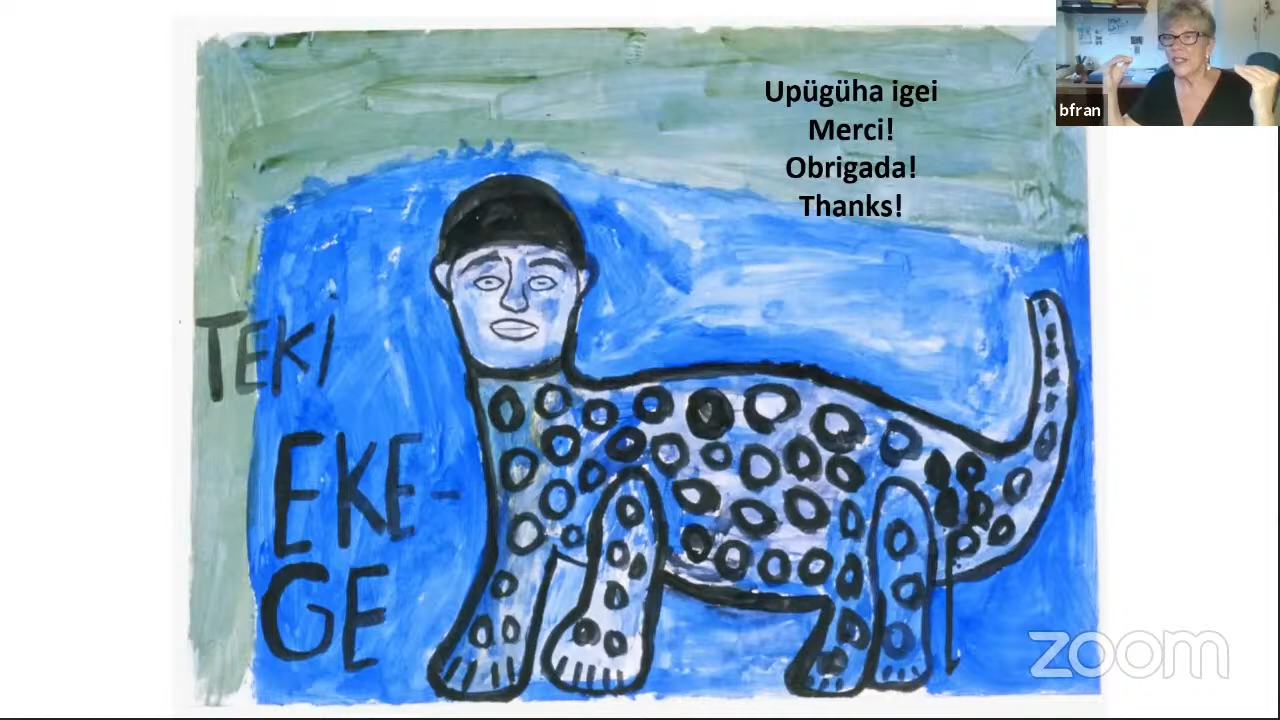 Upügüha igei
Merci!
Obrigada!
Thanks!
bfran
TEKI
EKE-
GE
zoom